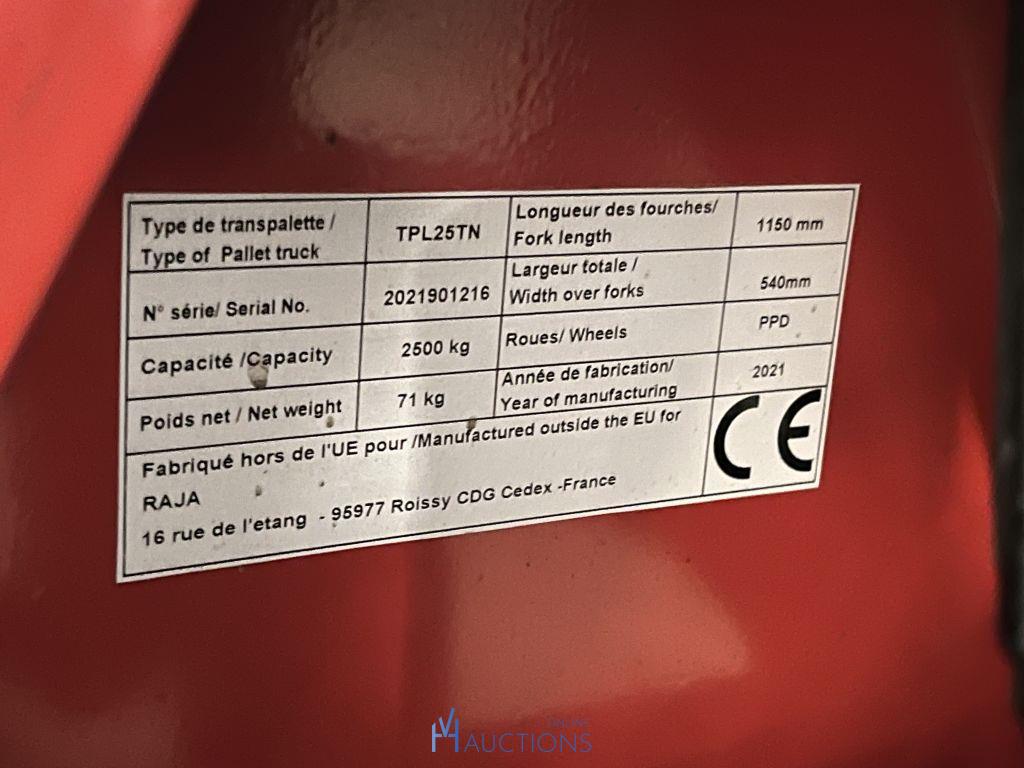 Type de transpalette /
Type of Pallet truck
TPL25TN
Longueur des fourches/
Fork length
1150 mm
N° série/ Serial No.
2021901216
Largeur totale /
Width over forks
540mm
Capacité /Capacity
2500 kg
Roues/ Wheels
PPD
Poids net / Net weight
71 kg
Année de fabrication/
Year of manufacturing
2021
Fabriqué hors de l'UE pour /Manufactured outside the EU for
RAJA
16 rue de l'etang - 95977 Roissy CDG Cedex -France
CE
ONLINE
AUCTIONS